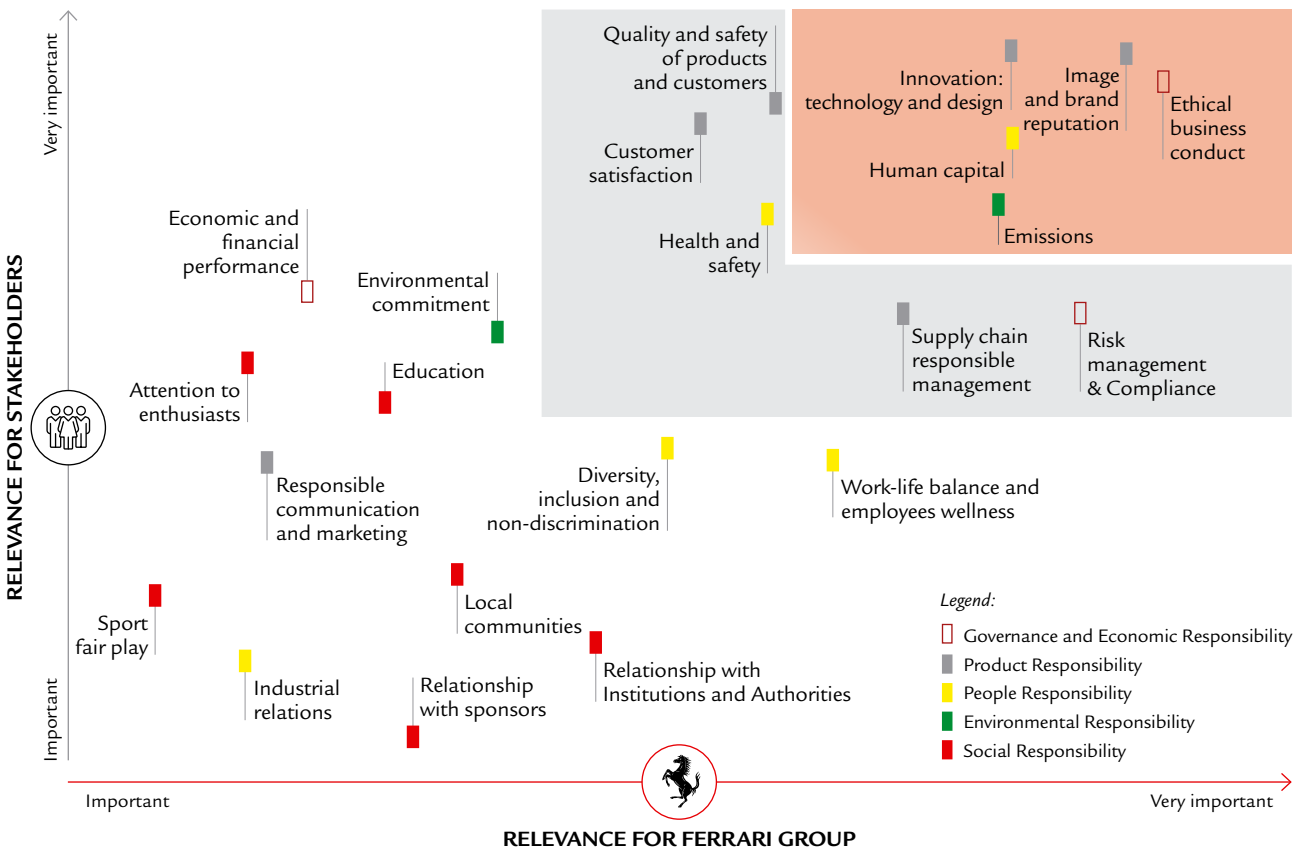 Very important
RELEVANCE FOR STAKEHOLDERS
Important
Quality and safety
of products
and customers
Customer
satisfaction
Health and
safety
Innovation:
technology and design
Image
and brand
reputation
Ethical
business
conduct
Human capital
Emissions
Economic and
financial
performance
Environmental
commitment
Supply chain
responsible
management
Risk
management
& Compliance
Attention to
enthusiasts
Education
Responsible
communication
and marketing
Diversity,
inclusion and
non-discrimination
Work-life balance and
employees wellness
Sport
fair play
Local
communities
Industrial
relations
Relationship
with sponsors
Relationship with
Institutions and Authorities
Legend:
Governance and Economic Responsibility
Product Responsibility
People Responsibility
Environmental Responsibility
Social Responsibility
Important
Very important
RELEVANCE FOR FERRARI GROUP